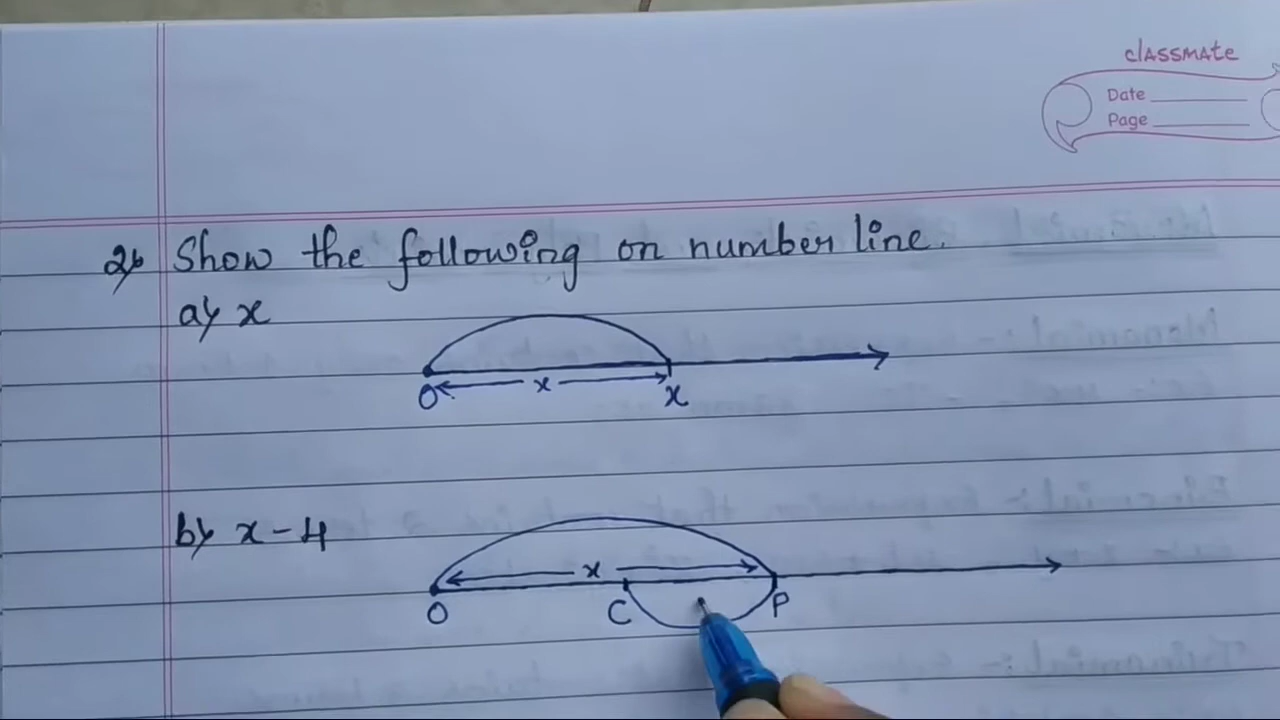 classmate
Date
Page
2) Show the following on number line.
a) x
x
O x
b) x-4
x
O C P